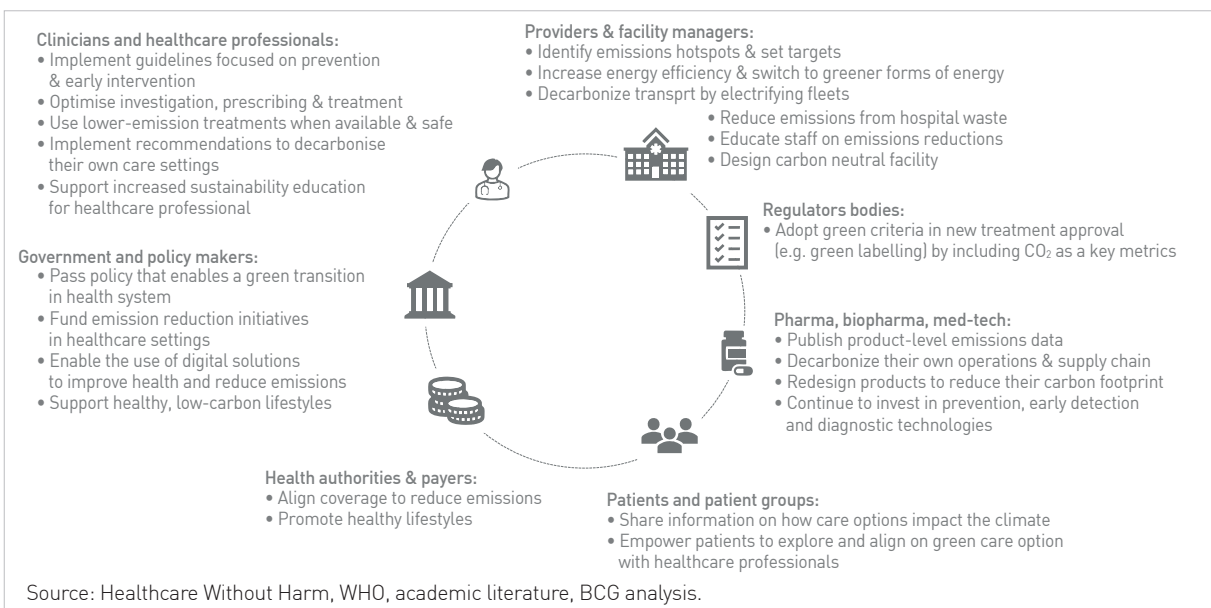 Clinicians and healthcare professionals:
• Implement guidelines focused on prevention
& early intervention
• Optimise investigation, prescribing & treatment
• Use lower-emission treatments when available & safe
• Implement recommendations to decarbonise
their own care settings
• Support increased sustainability education
for healthcare professional
Providers & facility managers:
• Identify emissions hotspots & set targets
• Increase energy efficiency & switch to greener forms of energy
• Decarbonize transprt by electrifying fleets
• Reduce emissions from hospital waste
• Educate staff on emissions reductions
• Design carbon neutral facility
Regulators bodies:
• Adopt green criteria in new treatment approval
(e.g. green labelling) by including CO₂ as a key metrics
Government and policy makers:
• Pass policy that enables a green transition
in health system
• Fund emission reduction initiatives
in healthcare settings
• Enable the use of digital solutions
to improve health and reduce emissions
• Support healthy, low-carbon lifestyles
Pharma, biopharma, med-tech:
• Publish product-level emissions data
• Decarbonize their own operations & supply chain
• Redesign products to reduce their carbon footprint
• Continue to invest in prevention, early detection
and diagnostic technologies
Health authorities & payers:
• Align coverage to reduce emissions
• Promote healthy lifestyles
Patients and patient groups:
• Share information on how care options impact the climate
• Empower patients to explore and align on green care option
with healthcare professionals
Source: Healthcare Without Harm, WHO, academic literature, BCG analysis.